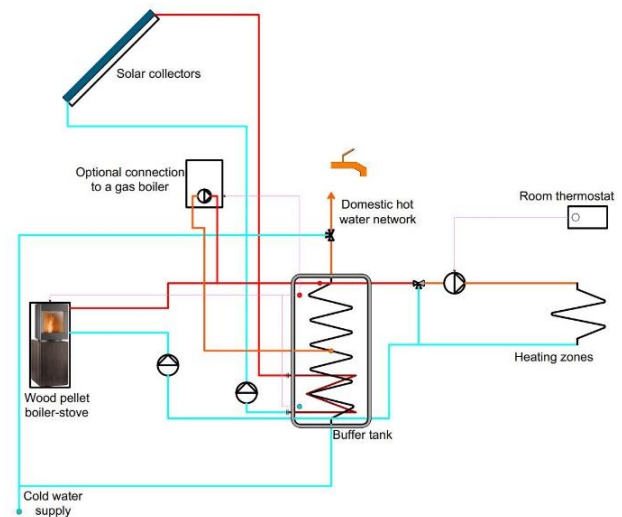 Solar collectors
Optional connection
to a gas boiler
Domestic hot
water network
Room thermostat
Wood pellet
boiler-stove
Heating zones
Buffer tank
Cold water
supply